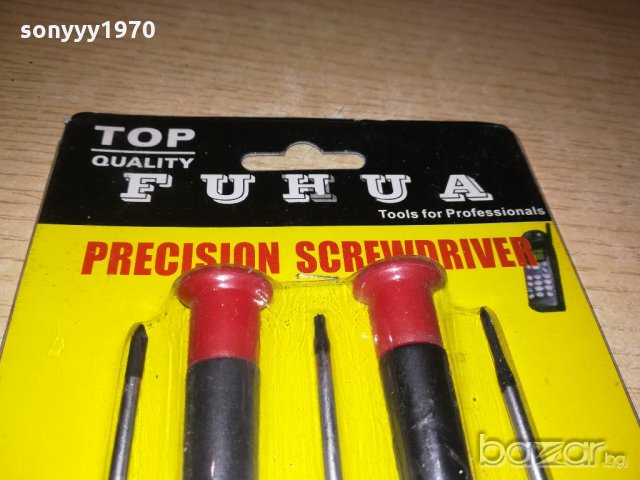 sonyyy1970
TOP
QUALITY
FUHUA
Tools for Professionals
PRECISION SCREWDRIVER
bazar.bg